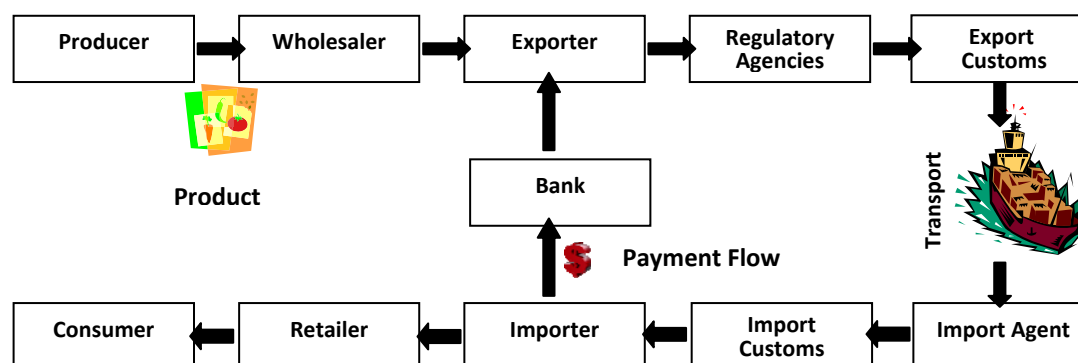 Producer
Wholesaler
Exporter
Regulatory
Agencies
Export
Customs
Product
Bank
Transport
$
Payment Flow
Consumer
Retailer
Importer
Import
Customs
Import Agent